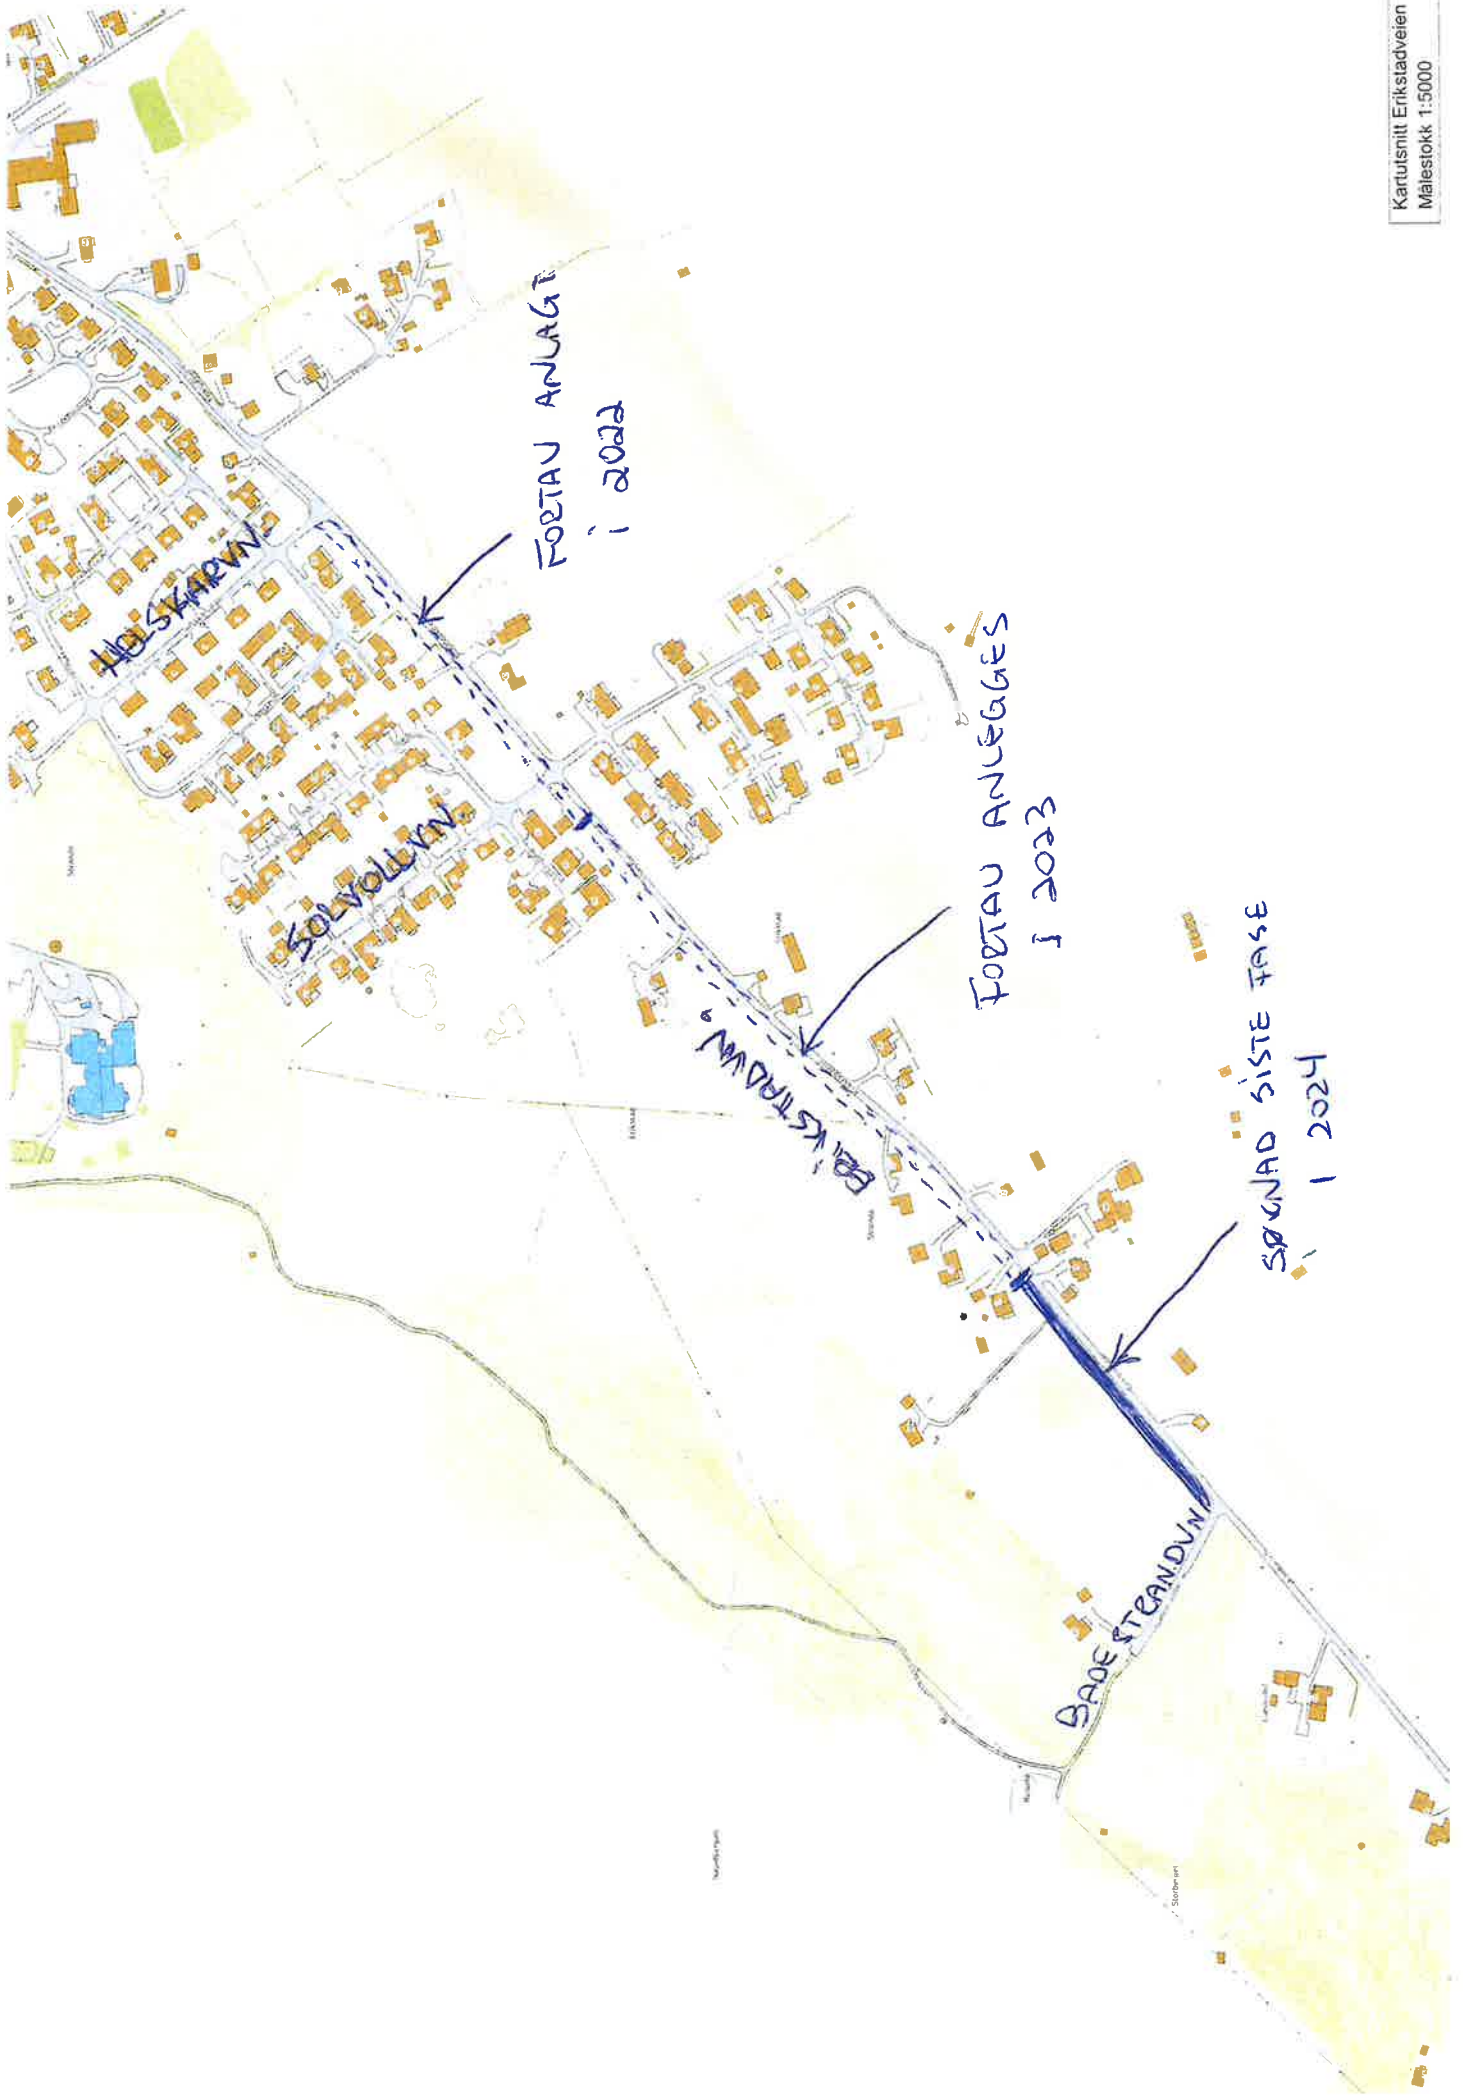 Kartutsnitt Erikstadveien
Målestokk 1:5000
FORTAU ANLAGT
i 2022
HOLSKARVN.
SOLVOLLVN
FORTAU ANLEGGES
I 2023
ERIKSTADVN.
SØKNAD SISTE FASE
I 2024
BADESTRANDVN